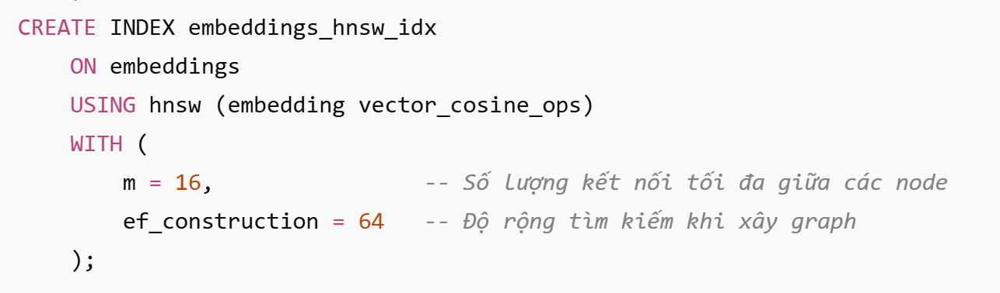 CREATE INDEX embeddings_hnsw_idx
    ON embeddings
    USING hnsw (embedding vector_cosine_ops)
    WITH (
        m = 16,                -- Số lượng kết nối tối đa giữa các node
        ef_construction = 64   -- Độ rộng tìm kiếm khi xây graph
    );